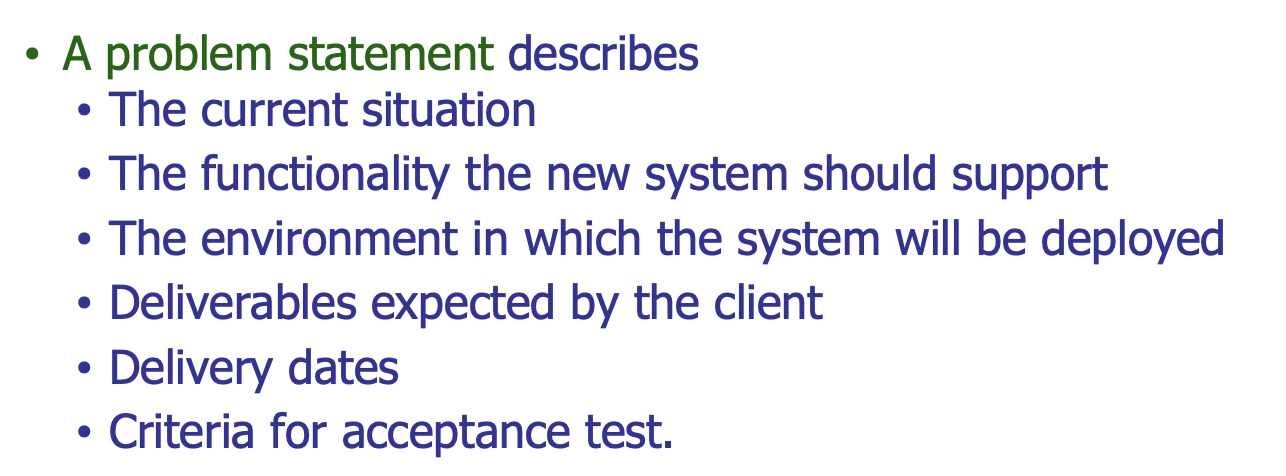 • A problem statement describes
• The current situation
• The functionality the new system should support
• The environment in which the system will be deployed
• Deliverables expected by the client
• Delivery dates
• Criteria for acceptance test.